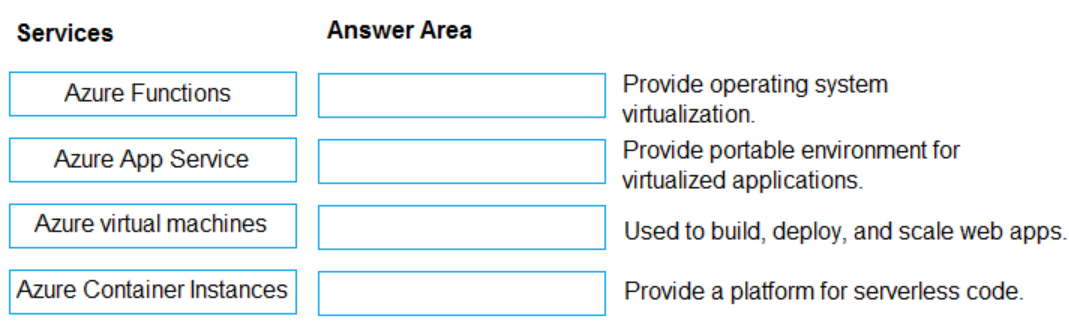 Services
Answer Area
Azure Functions
Provide operating system
virtualization.
Azure App Service
Provide portable environment for
virtualized applications.
Azure virtual machines
Used to build, deploy, and scale web apps.
Azure Container Instances
Provide a platform for serverless code.